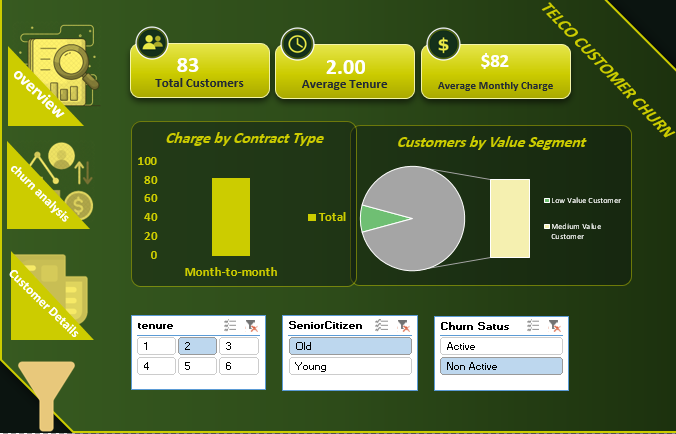 TELCO CUSTOMER CHURN
overview
churn analysis
Customer Details
83
Total Customers
2.00
Average Tenure
$
$82
Average Monthly Charge
Charge by Contract Type
100
80
60
40
20
0
Month-to-month
Total
Customers by Value Segment
Low Value Customer
Medium Value
Customer
$
tenure
1 2 3
4 5 6
SeniorCitizen
Old
Young
Churn Satus
Active
Non Active